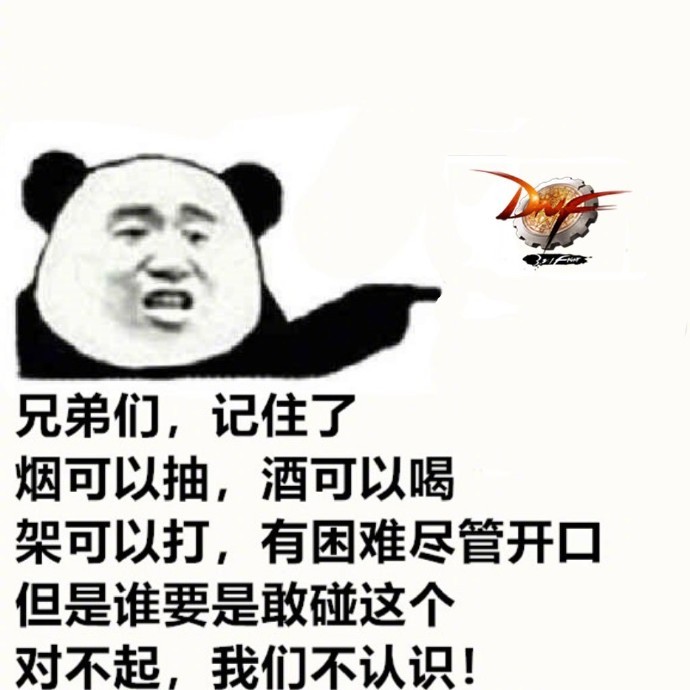 DNF
兄弟们，记住了
烟可以抽，酒可以喝
架可以打，有困难尽管开口
但是谁要是敢碰这个
对不起，我们不认识！